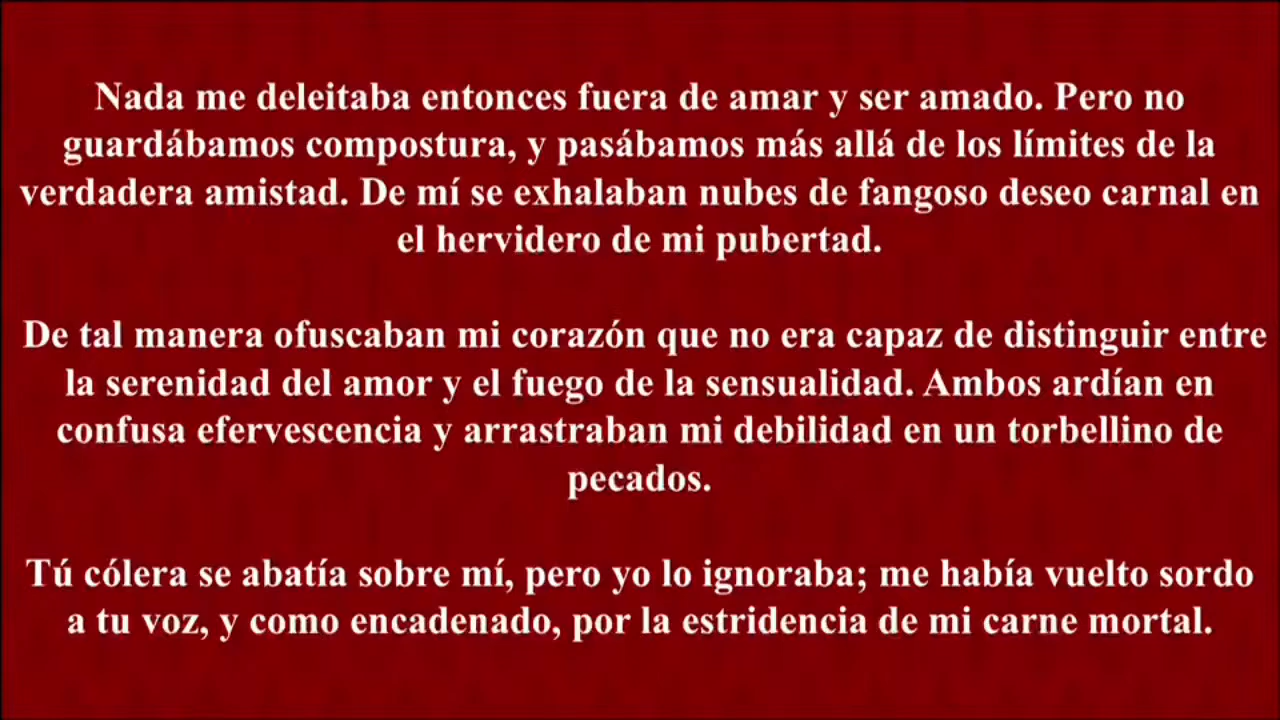 Nada me deleitaba entonces fuera de amar y ser amado. Pero no
guardábamos compostura, y pasábamos más allá de los límites de la
verdadera amistad. De mí se exhalaban nubes de fangoso deseo carnal en
el hervidero de mi pubertad.
De tal manera ofuscaban mi corazón que no era capaz de distinguir entre
la serenidad del amor y el fuego de la sensualidad. Ambos ardían en
confusa efervescencia y arrastraban mi debilidad en un torbellino de
pecados.
Tú cólera se abatía sobre mí, pero yo lo ignoraba; me había vuelto sordo
a tu voz, y como encadenado, por la estridencia de mi carne mortal.